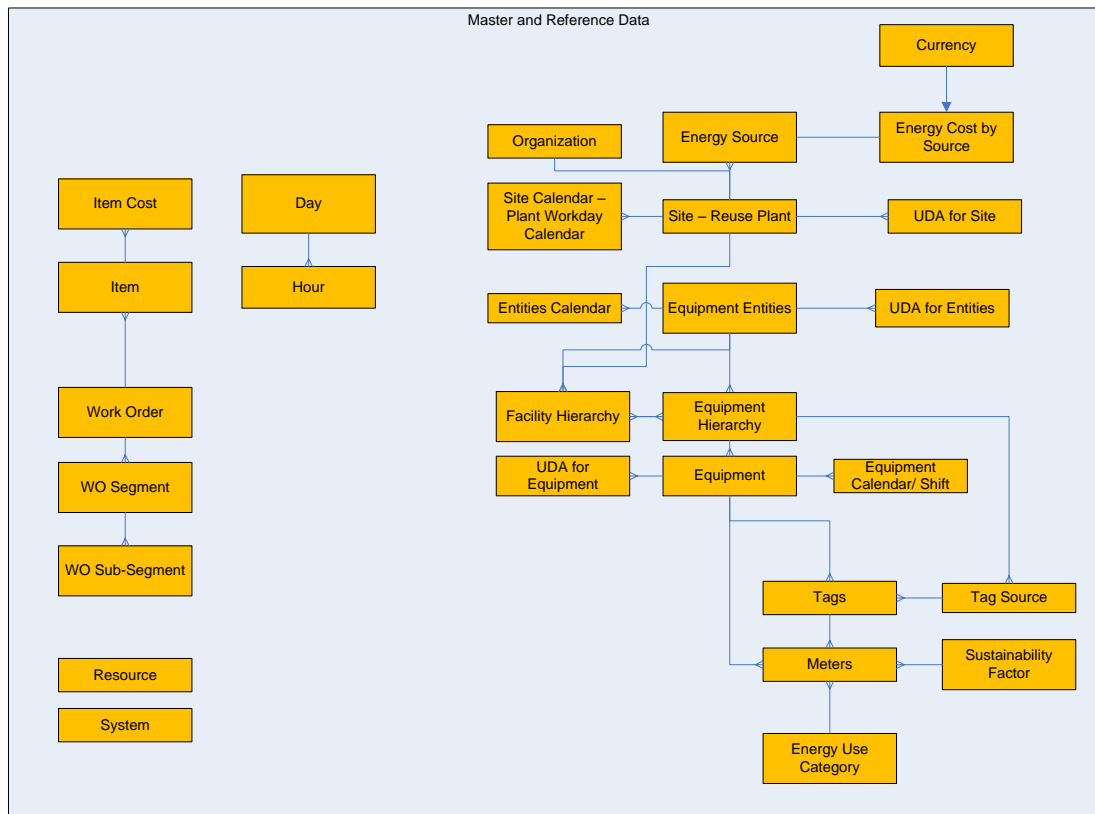 Master and Reference Data
Currency
Energy Source
Energy Cost by
Source
Organization
Item Cost
Day
Site Calendar –
Plant Workday
Calendar
Site – Reuse Plant
UDA for Site
Item
Hour
Entities Calendar
Equipment Entities
UDA for Entities
Work Order
Facility Hierarchy
Equipment
Hierarchy
WO Segment
UDA for
Equipment
Equipment
Equipment
Calendar/ Shift
WO Sub-Segment
Tags
Tag Source
Resource
Meters
Sustainability
Factor
System
Energy Use
Category